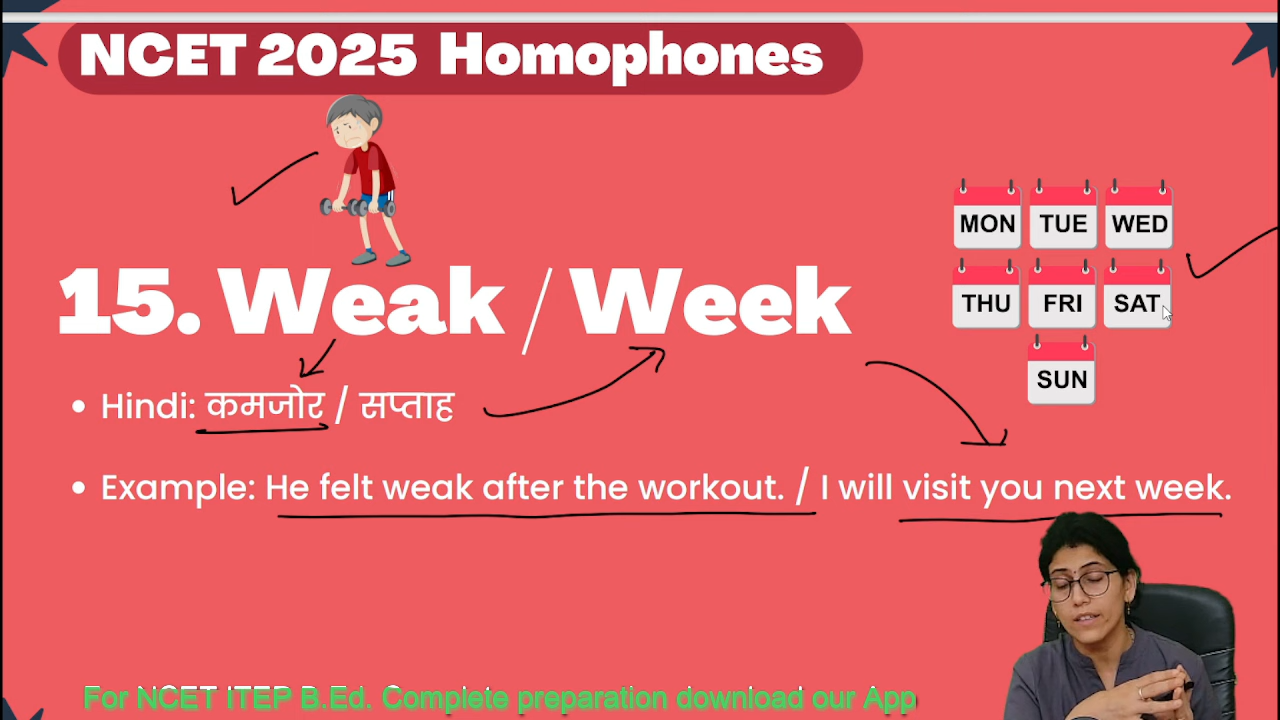 NCET 2025 Homophones
MON TUE WED
THU FRI SAT
SUN
15. Weak / Week
• Hindi: कमजोर / सप्ताह
• Example: He felt weak after the workout. / I will visit you next week.
For NCET ITEP B.Ed. Complete preparation download our App